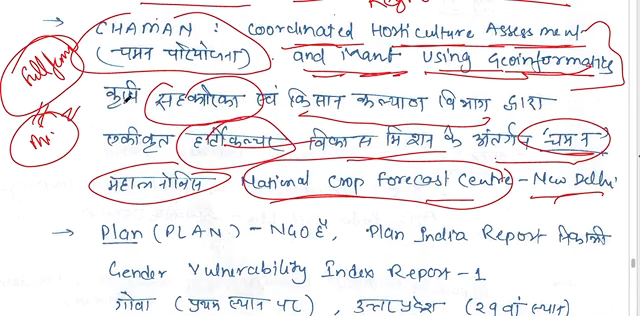 → CHAMAN : Coordinated Horticulture Assessment
(चमन परियोजना) and Mant Using Geoinformatics
Full form
कृषी सहकारिता एवं किसान कल्याण विभाग द्वारा
एकीकृत हॉर्टीकल्चर विकास मिशन के अंतर्गत 'चमन'
महालनोबिस National Crop Forecast Centre - New Delhi
→ Plan (PLAN) - NGO है, Plan India Report निकाली
Gender Vulnerability Index Report - 1
गोवा (प्रथम स्थान पर), उत्तरप्रदेश (29वां स्थान)